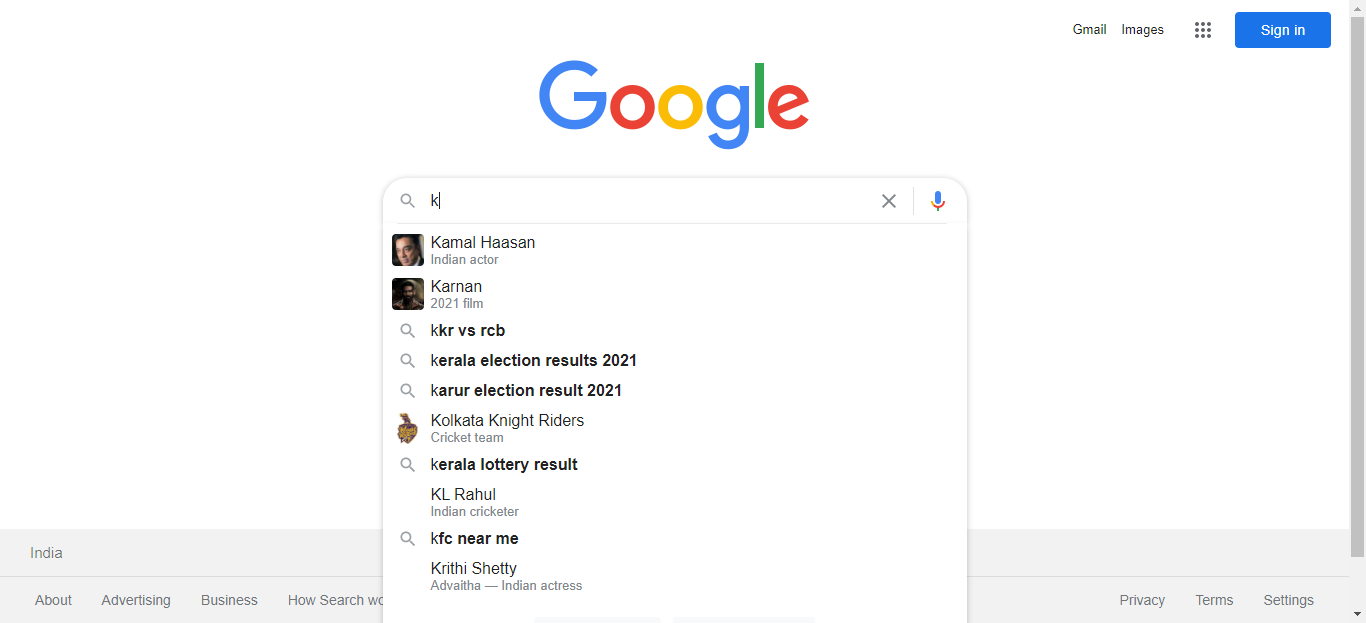 Gmail Images Sign in
Google
k
Kamal Haasan
Indian actor
Karnan
2021 film
kkr vs rcb
kerala election results 2021
karur election result 2021
Kolkata Knight Riders
Cricket team
kerala lottery result
KL Rahul
Indian cricketer
kfc near me
Krithi Shetty
Advaitha — Indian actress
India
About Advertising Business How Search wo Privacy Terms Settings